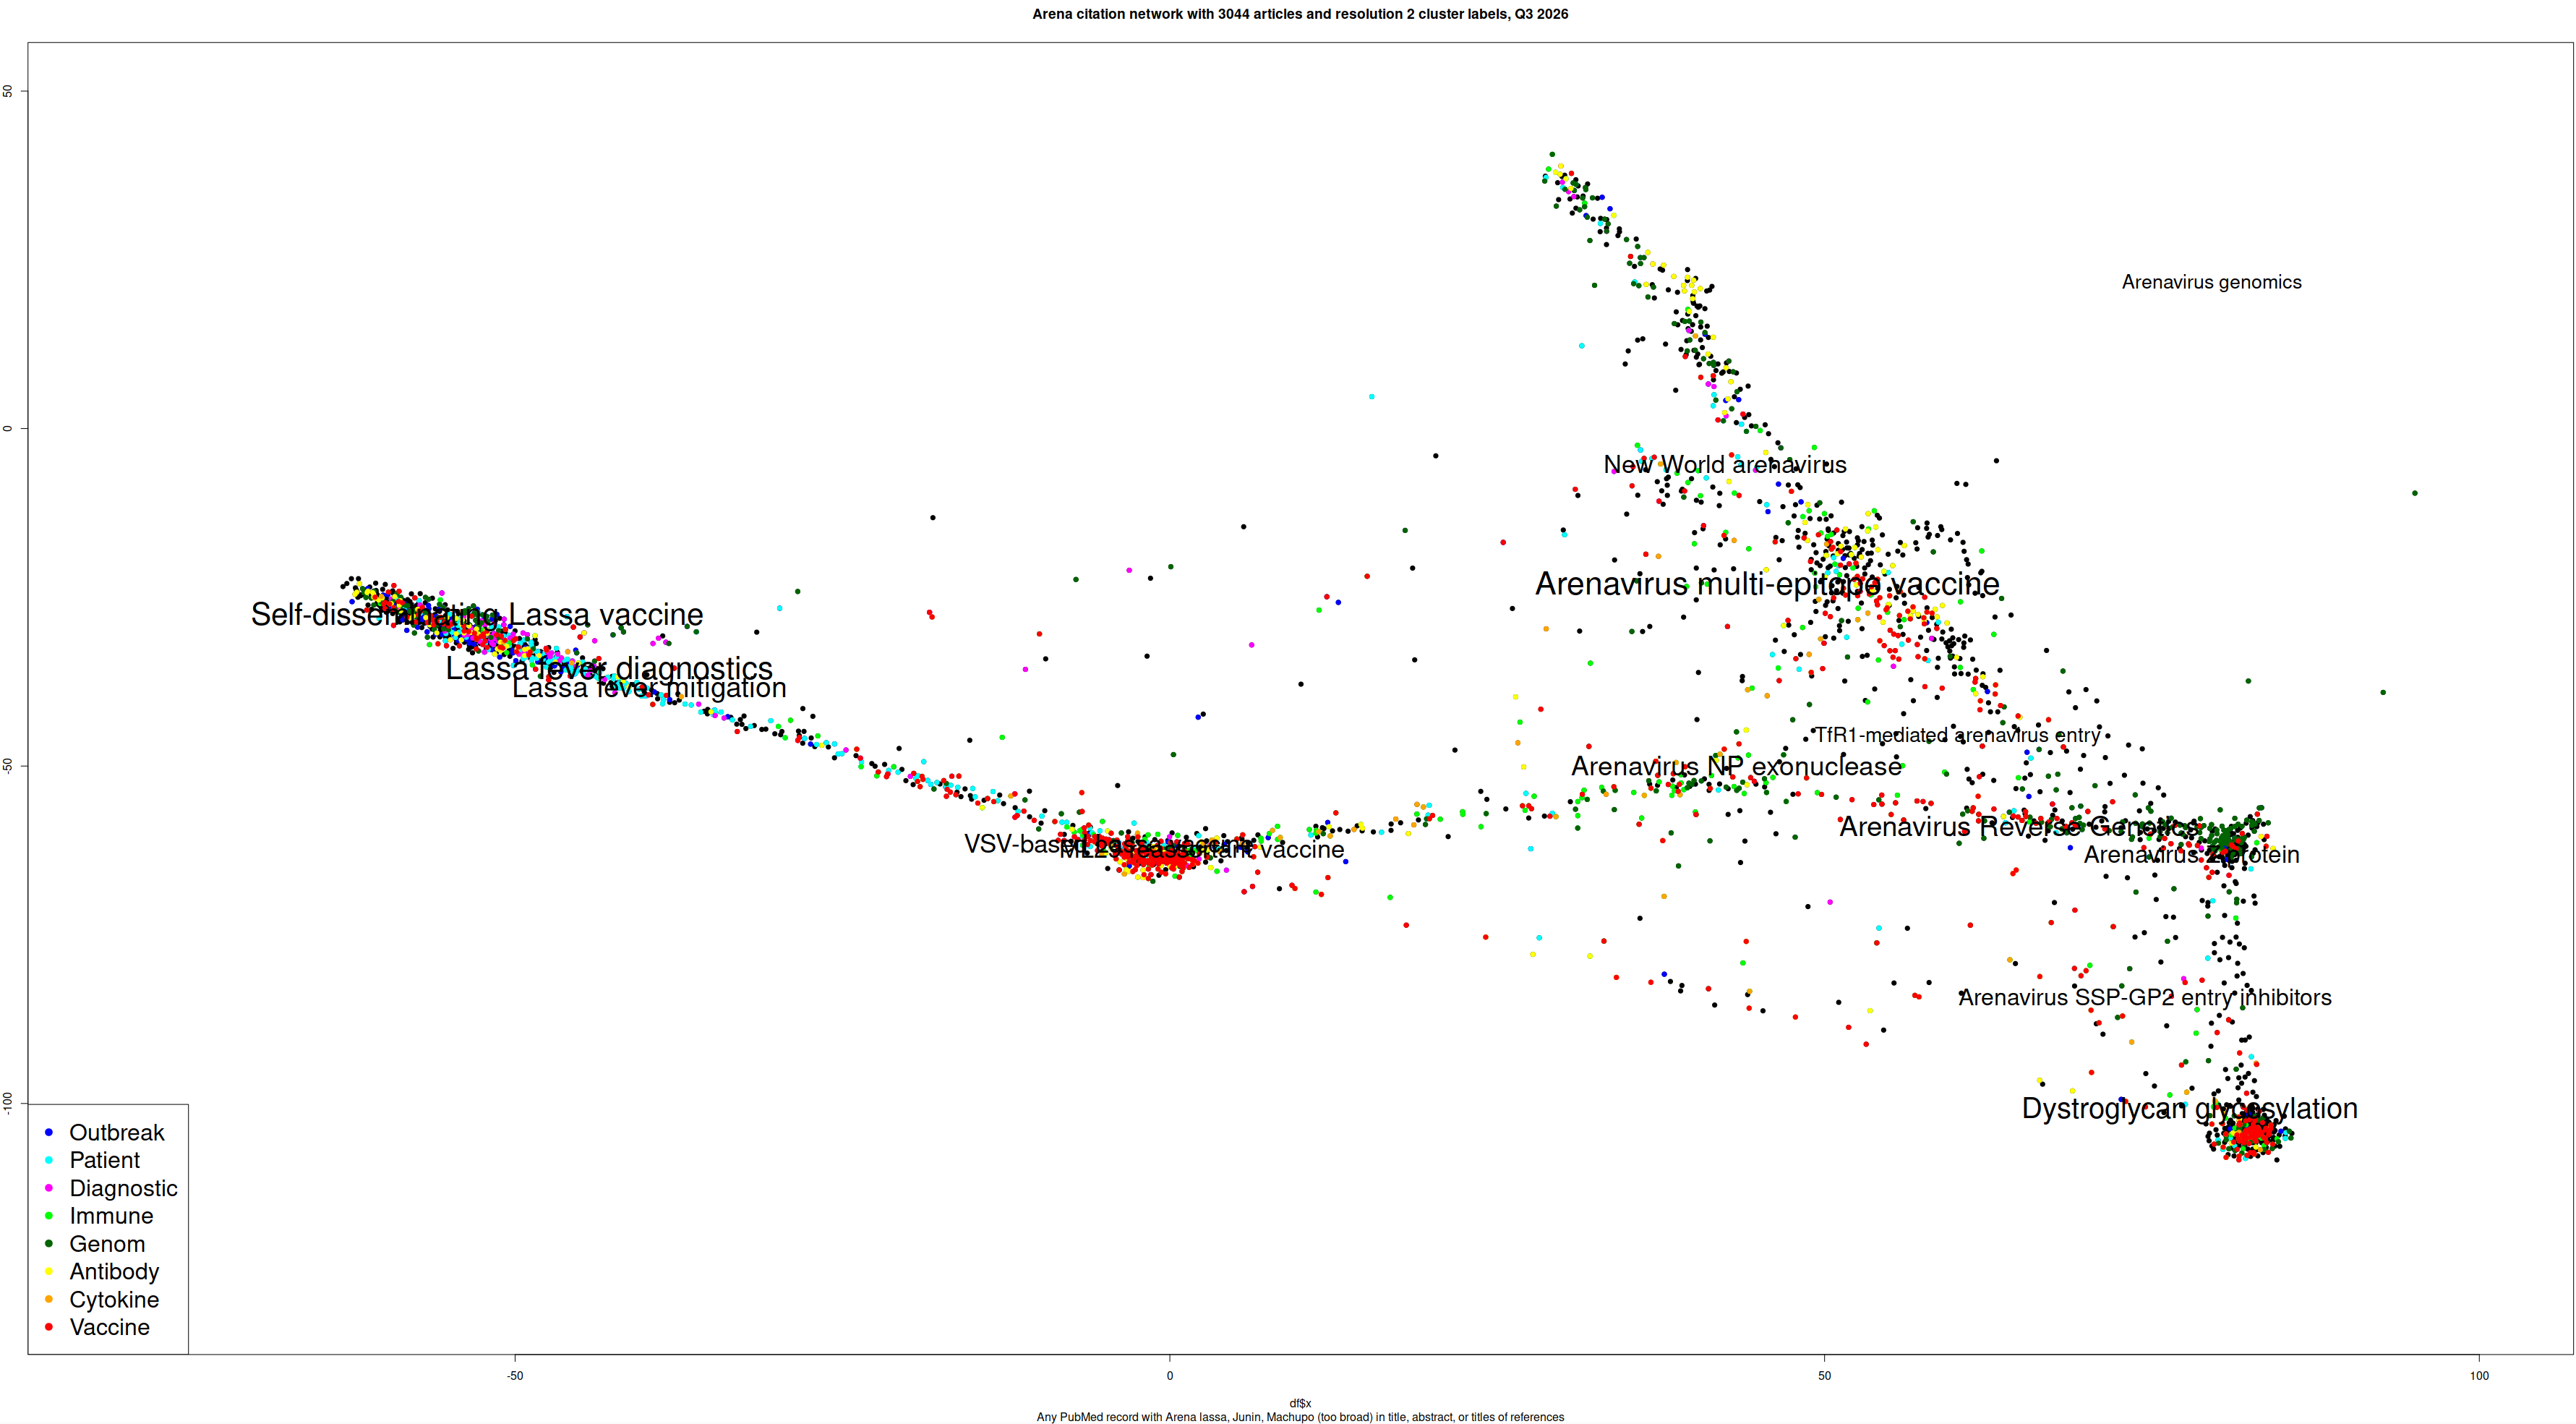 Arena citation network with 3044 articles and resolution 2 cluster labels, Q3 2026
50
0
-50
-100
Arenavirus genomics
New World arenavirus
Arenavirus multi-epitope vaccine
Self-disseminating Lassa vaccine
Lassa fever diagnostics
Lassa fever mitigation
TfR1-mediated arenavirus entry
Arenavirus NP exonuclease
Arenavirus Reverse Genetics
VSV-based Lassa vaccine
ML29 reassortant vaccine
Arenavirus Z protein
Arenavirus SSP-GP2 entry inhibitors
Dystroglycan glycosylation
Outbreak
Patient
Diagnostic
Immune
Genom
Antibody
Cytokine
Vaccine
-50
0
50
100
df$x
Any PubMed record with Arena lassa, Junin, Machupo (too broad) in title, abstract, or titles of references